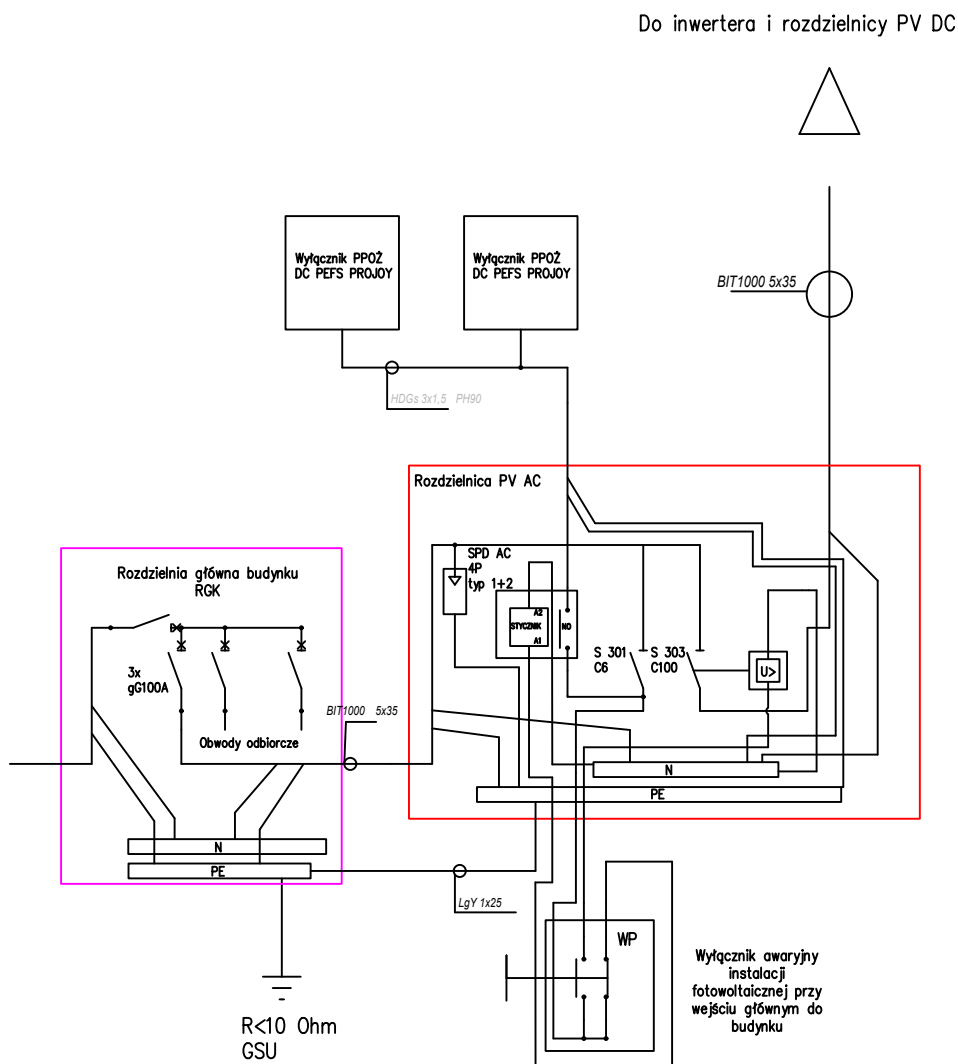 Do inwertera i rozdzielnicy PV DC
Wyłącznik PPOŻ
DC PEFS PROJOY
Wyłącznik PPOŻ
DC PEFS PROJOY
BIT1000 5x35
HDGs 3x1,5 PH90
Rozdzielnica PV AC
SPD AC
4P
typ 1+2
A2
STYCZNIK
A1
NO
S 301
C6
S 303
C100
U>
N
PE
Rozdzielnia główna budynku
RGK
3x
gG100A
Obwody odbiorcze
BIT1000 5x35
N
PE
LgY 1x25
R<10 Ohm
GSU
WP
Wyłącznik awaryjny
instalacji
fotowoltaicznej przy
wejściu głównym do
budynku